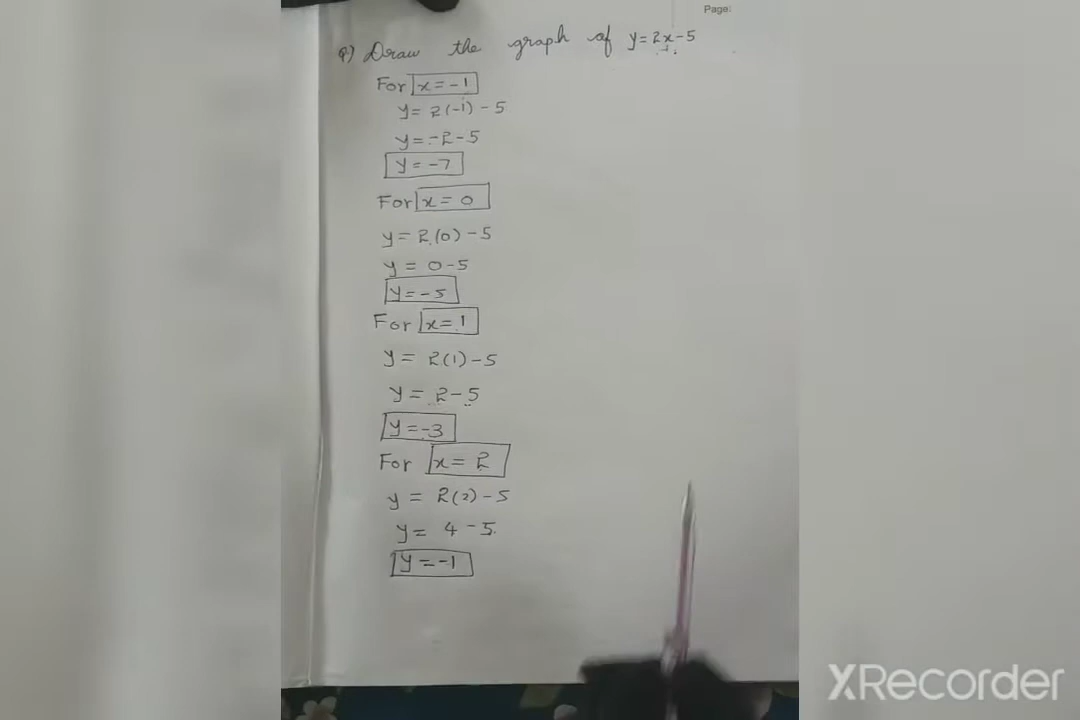 Page:
Q) Draw the graph of y=2x-5
For x=-1
y=2(-1)-5
y=-2-5
y=-7
For x=0
y=2(0)-5
y=0-5
y=-5
For x=1
y=2(1)-5
y=2-5
y=-3
For x=2
y=2(2)-5
y=4-5
y=-1
XRecorder